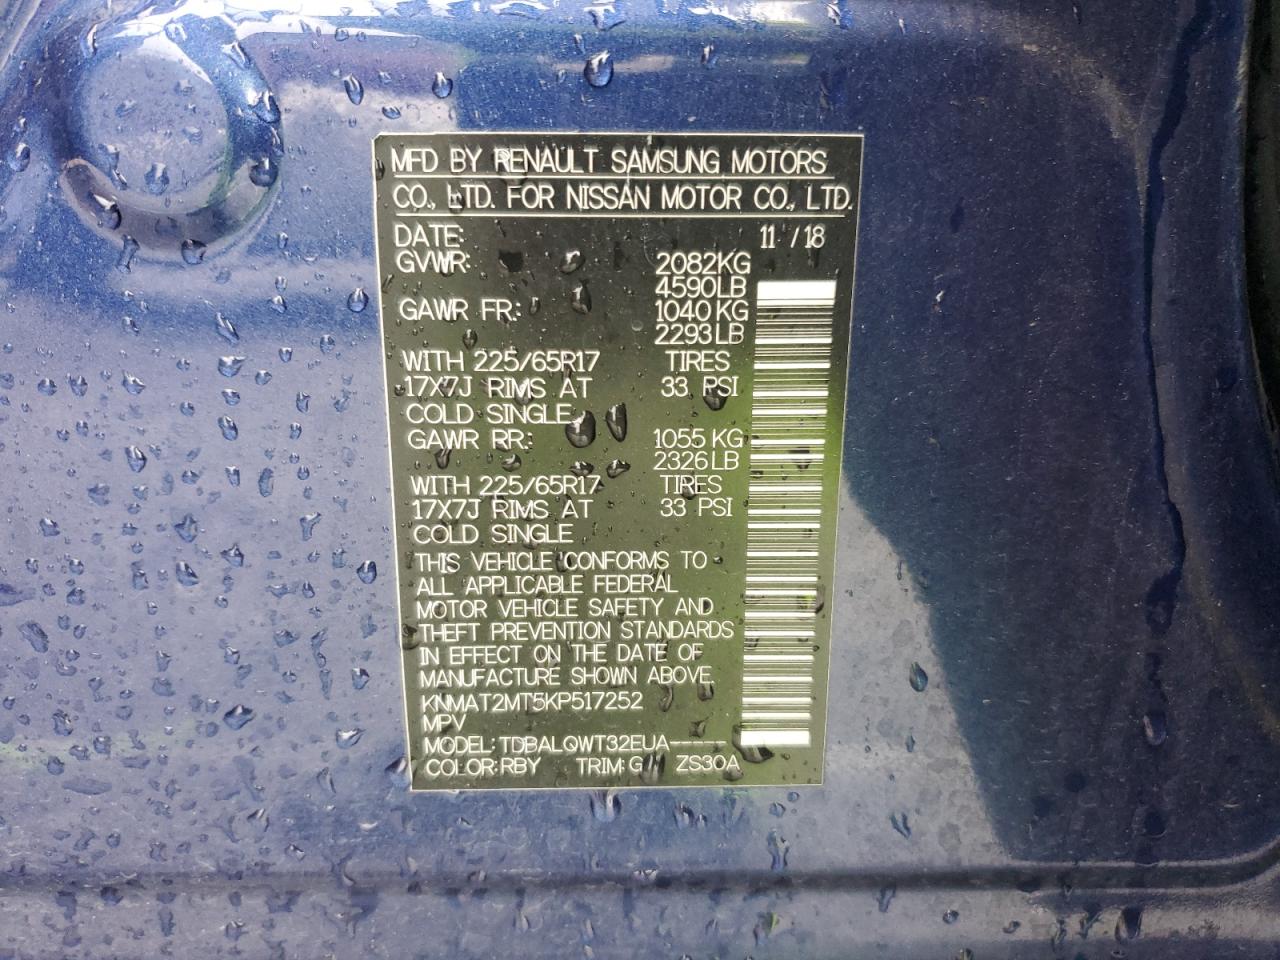 MFD BY RENAULT SAMSUNG MOTORS
CO., LTD. FOR NISSAN MOTOR CO., LTD.
DATE: 11 / 18
GVWR: 2082KG
4590LB
GAWR FR.: 1040 KG
2293 LB
WITH 225/65R17 TIRES
17X7J RIMS AT 33 PSI
COLD SINGLE
GAWR RR.: 1055 KG
2326 LB
WITH 225/65R17 TIRES
17X7J RIMS AT 33 PSI
COLD SINGLE
THIS VEHICLE CONFORMS TO
ALL APPLICABLE FEDERAL
MOTOR VEHICLE SAFETY AND
THEFT PREVENTION STANDARDS
IN EFFECT ON THE DATE OF
MANUFACTURE SHOWN ABOVE.
KNMAT2MT5KP517252
MPV
MODEL: TDBALQWT32EUA-----
COLOR: RBY TRIM: G ZS30A